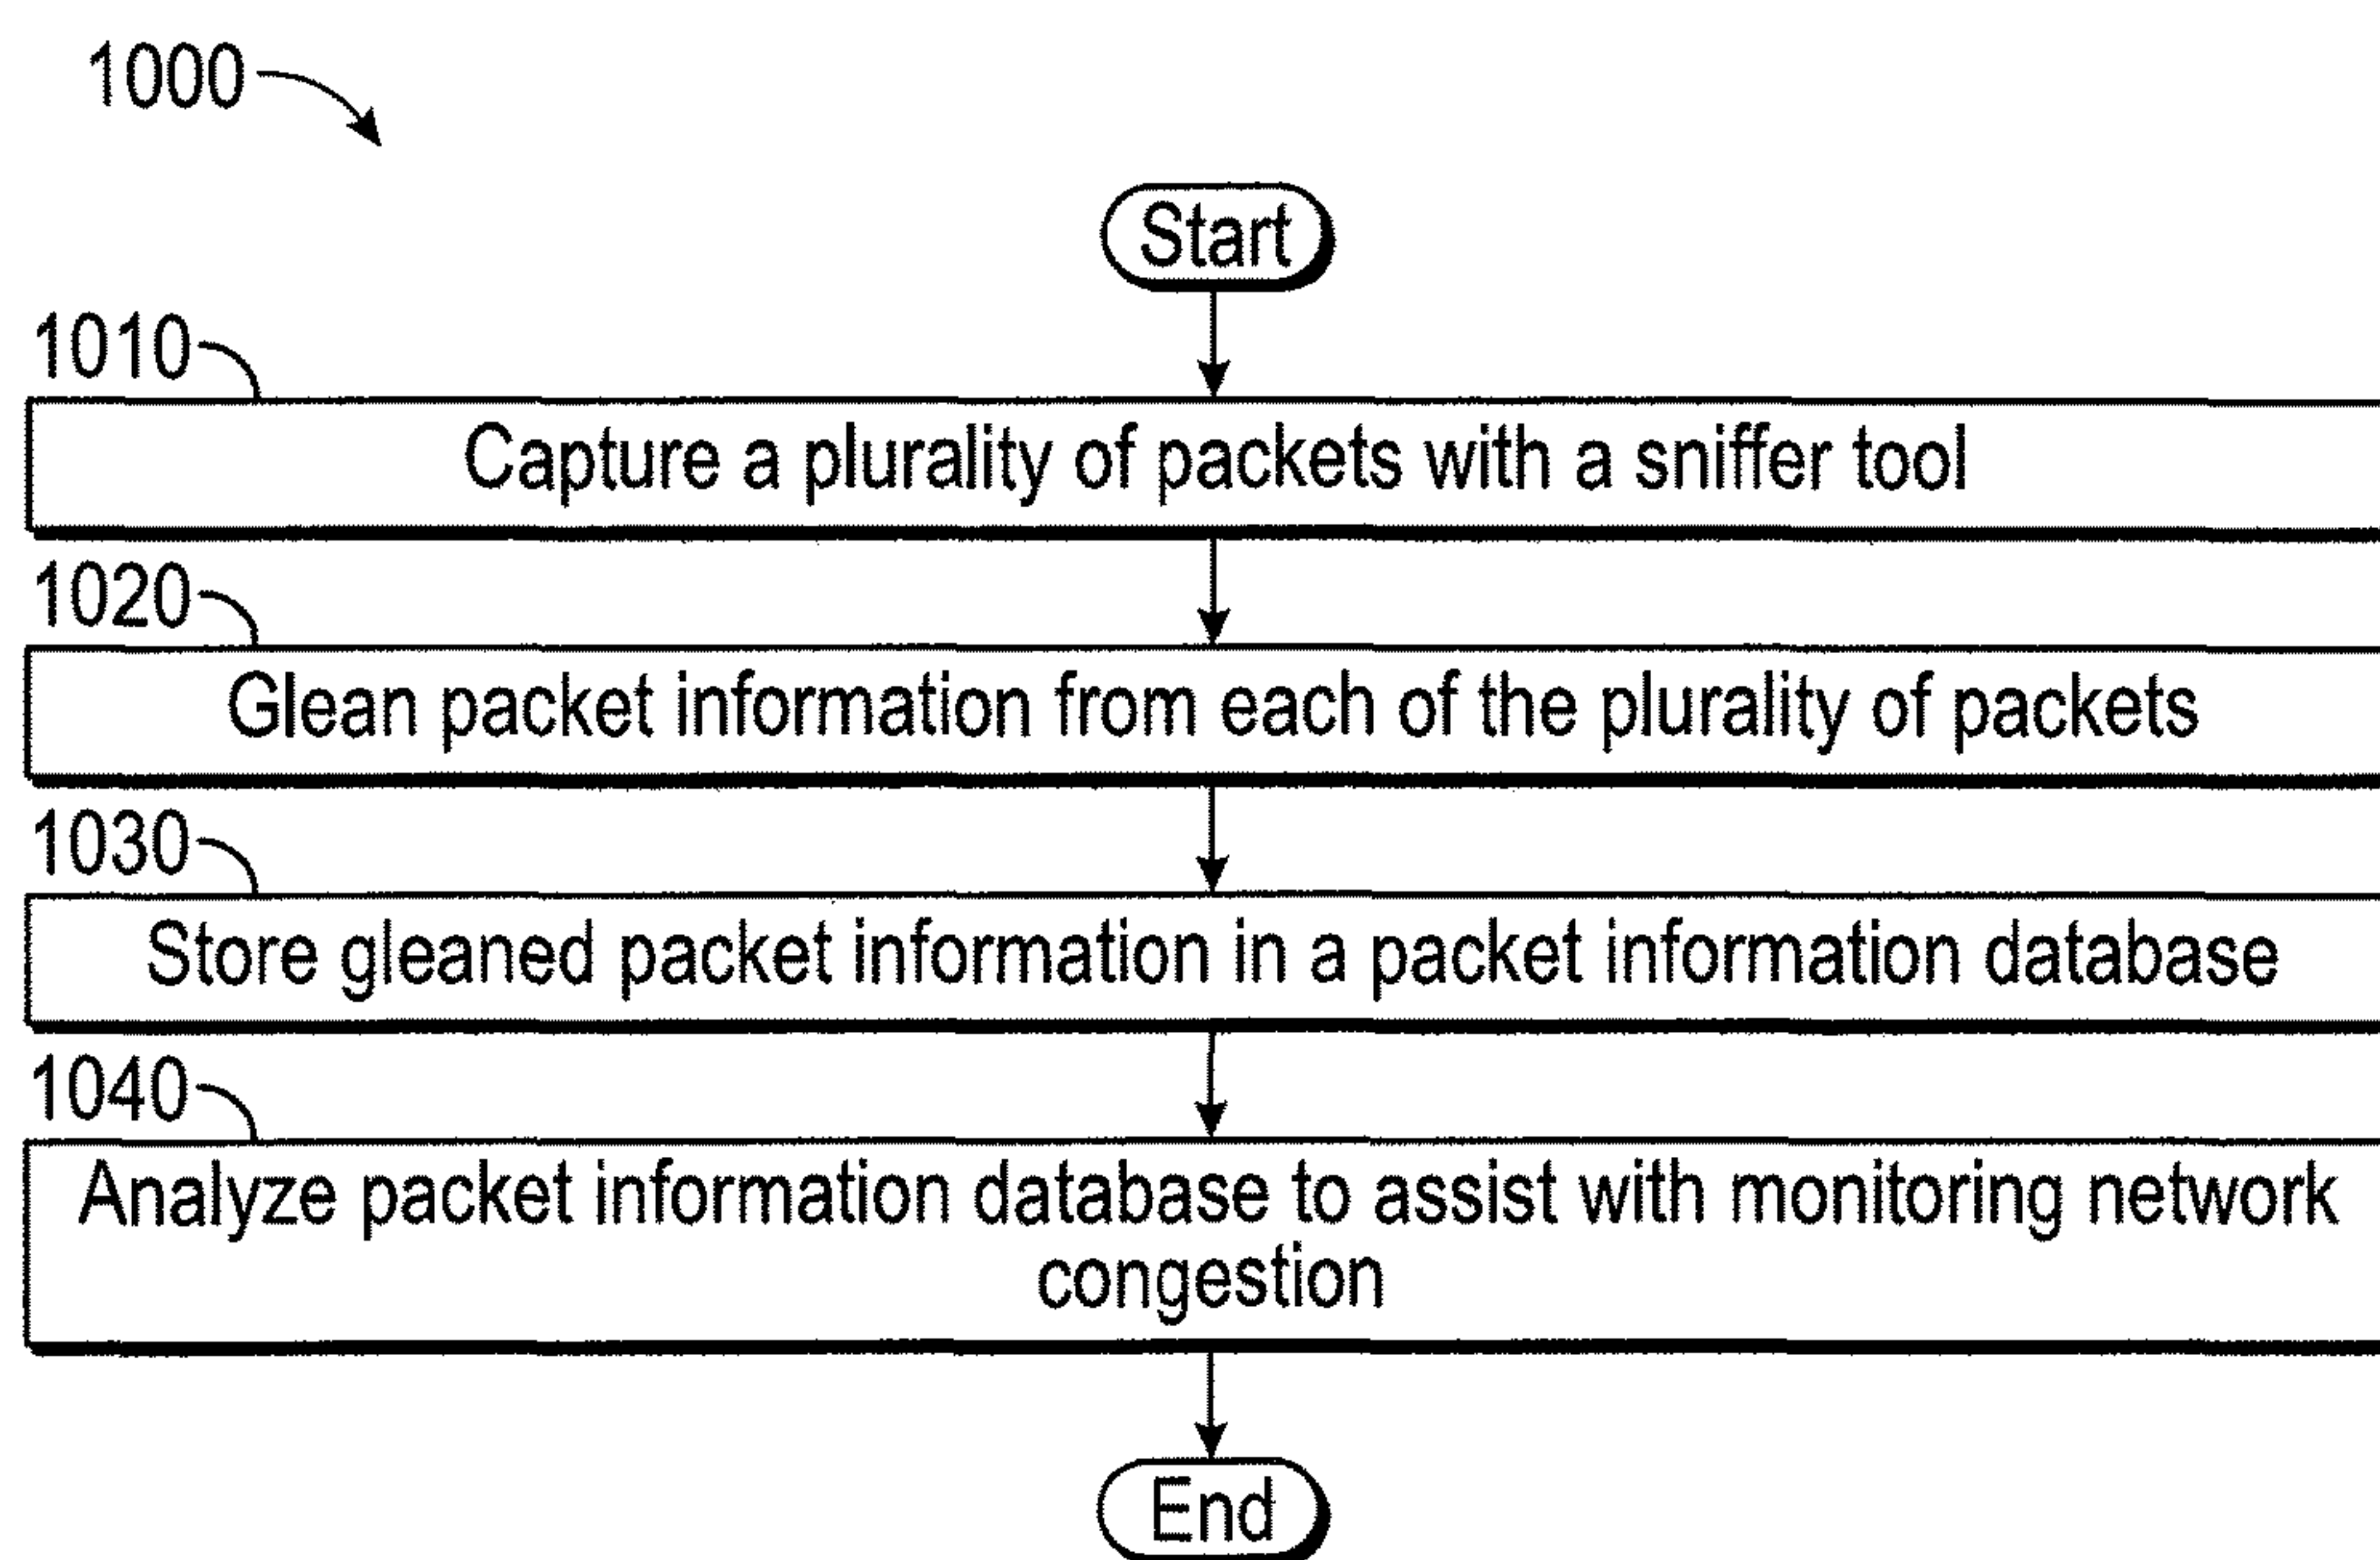 1000
Start
1010
Capture a plurality of packets with a sniffer tool
1020
Glean packet information from each of the plurality of packets
1030
Store gleaned packet information in a packet information database
1040
Analyze packet information database to assist with monitoring network
congestion
End